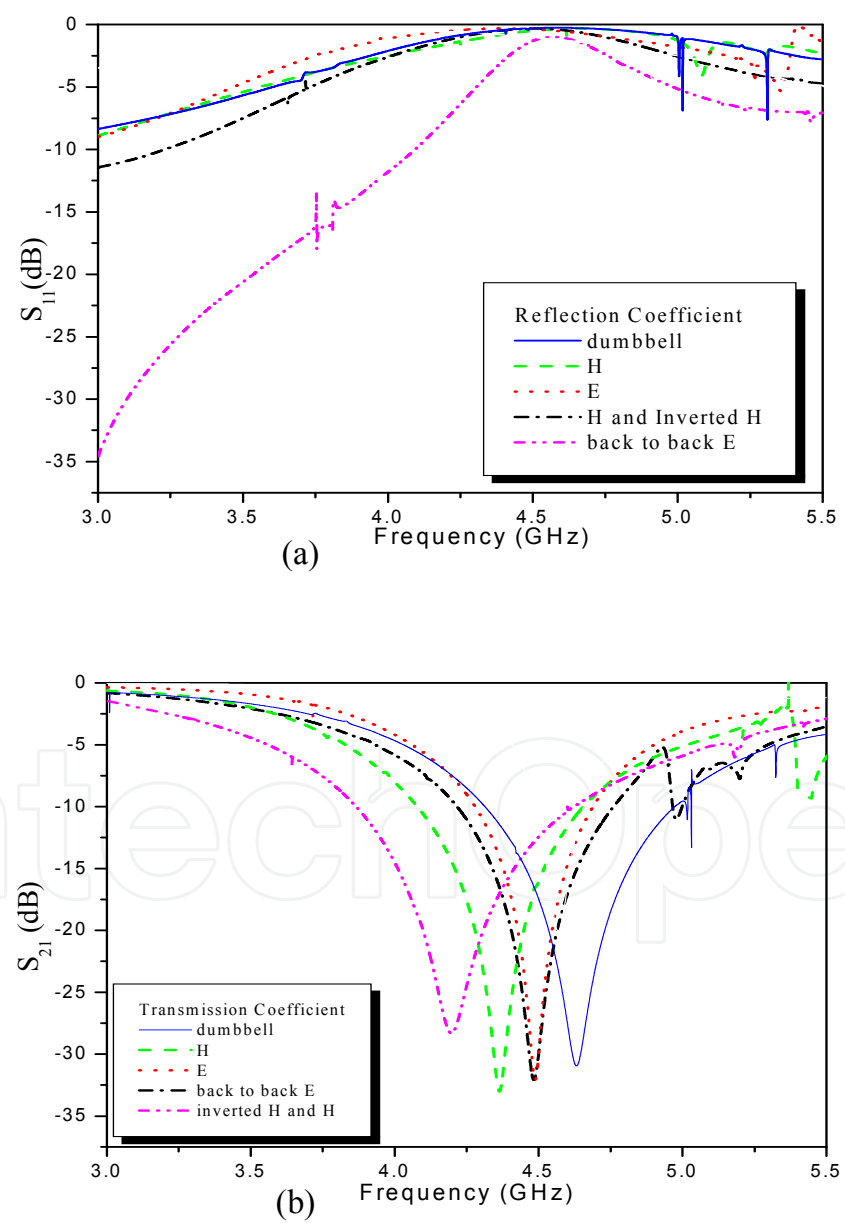 0
-5
-10
-15
-20
-25
-30
-35
S11(dB)
Reflection Coefficient
dumbbell
H
E
H and Inverted H
back to back E
3.0 3.5 4.0 4.5 5.0 5.5
Frequency (GHz)
(a)
0
-5
-10
-15
-20
-25
-30
-35
S21 (dB)
Transmission Coefficient
dumbbell
H
E
back to back E
inverted H and H
3.0 3.5 4.0 4.5 5.0 5.5
Frequency (GHz)
(b)
ntechOpe